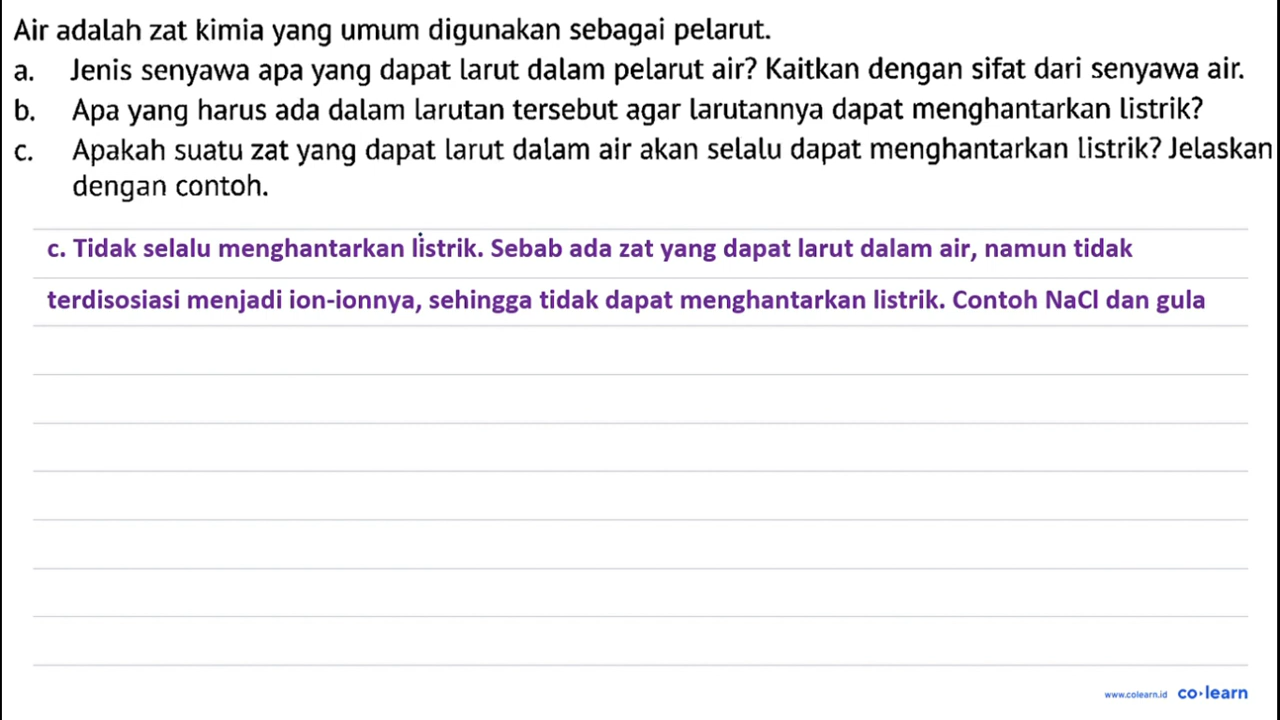 Air adalah zat kimia yang umum digunakan sebagai pelarut.
a. Jenis senyawa apa yang dapat larut dalam pelarut air? Kaitkan dengan sifat dari senyawa air.
b. Apa yang harus ada dalam larutan tersebut agar larutannya dapat menghantarkan listrik?
c. Apakah suatu zat yang dapat larut dalam air akan selalu dapat menghantarkan listrik? Jelaskan
dengan contoh.
c. Tidak selalu menghantarkan listrik. Sebab ada zat yang dapat larut dalam air, namun tidak
terdisosiasi menjadi ion-ionnya, sehingga tidak dapat menghantarkan listrik. Contoh NaCl dan gula
www.colearn.id co·learn